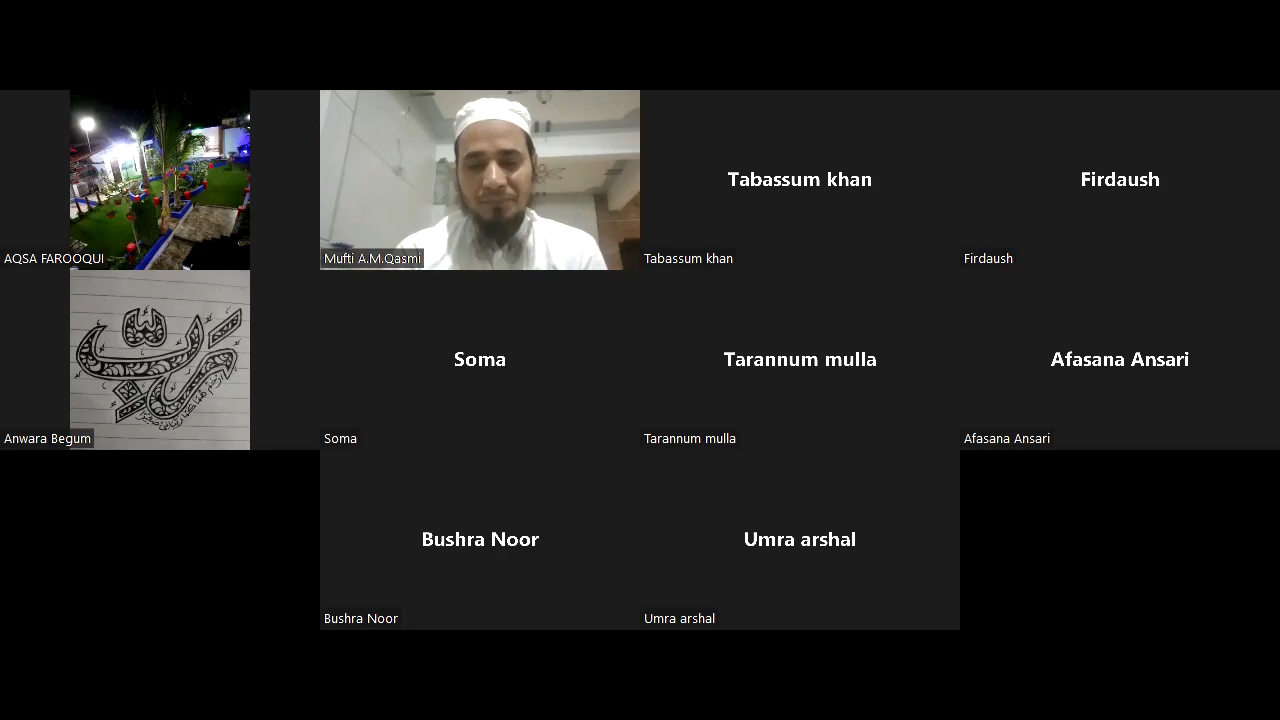 AQSA FAROOQUI
Mufti A.M.Qasmi
Tabassum khan
Tabassum khan
Firdaush
Firdaush
Anwara Begum
Soma
Soma
Tarannum mulla
Tarannum mulla
Afasana Ansari
Afasana Ansari
Bushra Noor
Bushra Noor
Umra arshal
Umra arshal